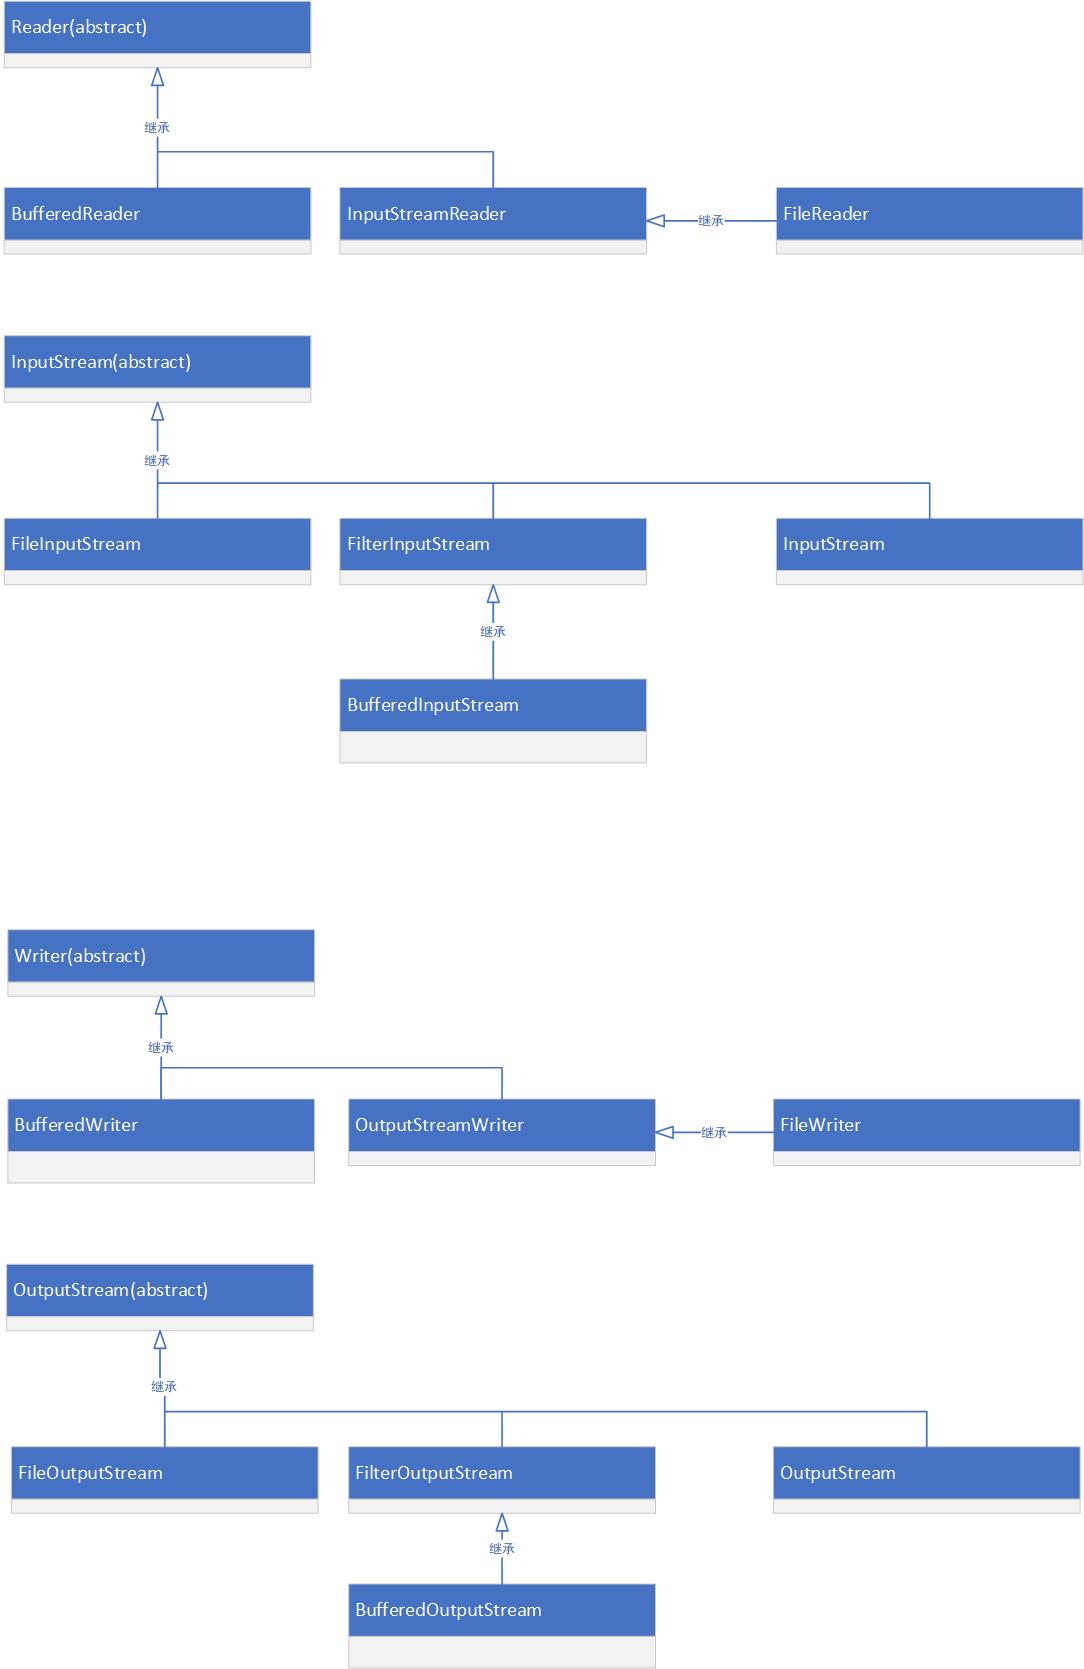 Reader(abstract)
继承
BufferedReader
InputStreamReader
继承
FileReader
InputStream(abstract)
继承
FileInputStream
FilterInputStream
InputStream
继承
BufferedInputStream
Writer(abstract)
继承
BufferedWriter
OutputStreamWriter
继承
FileWriter
OutputStream(abstract)
继承
FileOutputStream
FilterOutputStream
OutputStream
继承
BufferedOutputStream